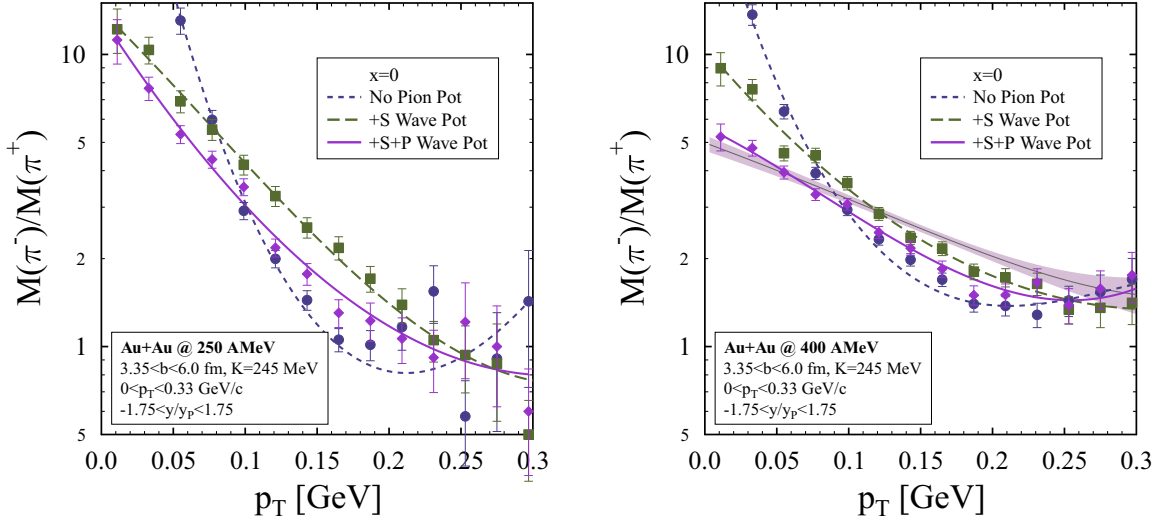 M(π⁻)/M(π⁺)
10
5
2
1
5
x=0
No Pion Pot
+S Wave Pot
+S+P Wave Pot
Au+Au @ 250 AMeV
3.35<b<6.0 fm, K=245 MeV
0<p_T<0.33 GeV/c
-1.75<y/y_P<1.75
0.0 0.05 0.1 0.15 0.2 0.25 0.3
p_T [GeV]
M(π⁻)/M(π⁺)
10
5
2
1
5
x=0
No Pion Pot
+S Wave Pot
+S+P Wave Pot
Au+Au @ 400 AMeV
3.35<b<6.0 fm, K=245 MeV
0<p_T<0.33 GeV/c
-1.75<y/y_P<1.75
0.0 0.05 0.1 0.15 0.2 0.25 0.3
p_T [GeV]